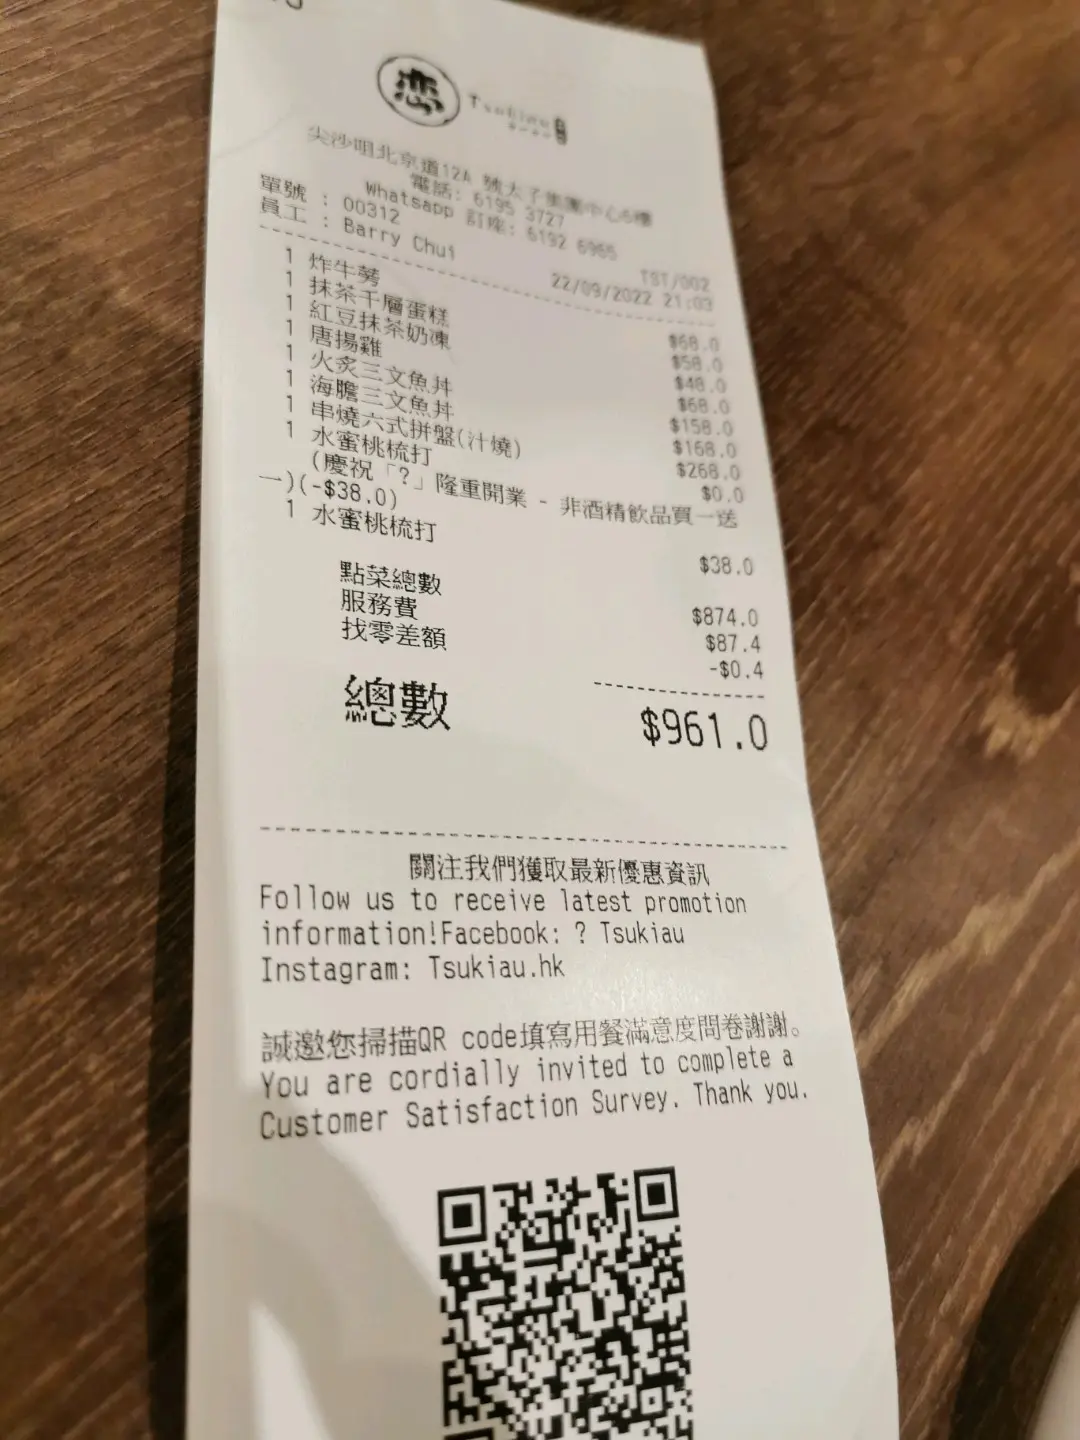 戀 Tsukiau
尖沙咀北京道12A 號太子集團中心6樓
電話: 6195 3727
Whatsapp 訂座: 6192 6965
單號 : 00312 TST/002
員工 : Barry Chui 22/09/2022 21:03
1 炸牛蒡 $68.0
1 抹茶千層蛋糕 $58.0
1 紅豆抹茶奶凍 $48.0
1 唐揚雞 $68.0
1 火炙三文魚丼 $158.0
1 海膽三文魚丼 $168.0
1 串燒六式拼盤(汁燒) $268.0
1 水蜜桃梳打 $0.0
(慶祝「?」隆重開業 - 非酒精飲品買一送
一)(-$38.0)
1 水蜜桃梳打 $38.0
點菜總數 $874.0
服務費 $87.4
找零差額 -$0.4
總數 $961.0
關注我們獲取最新優惠資訊
Follow us to receive latest promotion
information!Facebook: ? Tsukiau
Instagram: Tsukiau.hk
誠邀您掃描QR code填寫用餐滿意度問卷謝謝。
You are cordially invited to complete a
Customer Satisfaction Survey. Thank you.